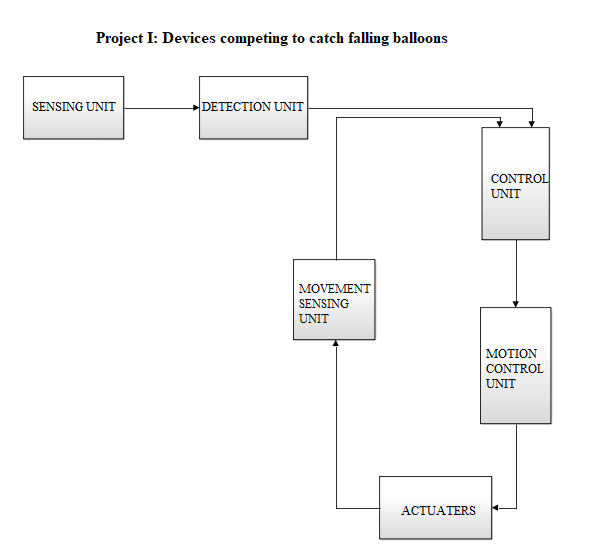 Project I: Devices competing to catch falling balloons
SENSING UNIT
DETECTION UNIT
CONTROL
UNIT
MOVEMENT
SENSING
UNIT
MOTION
CONTROL
UNIT
ACTUATERS